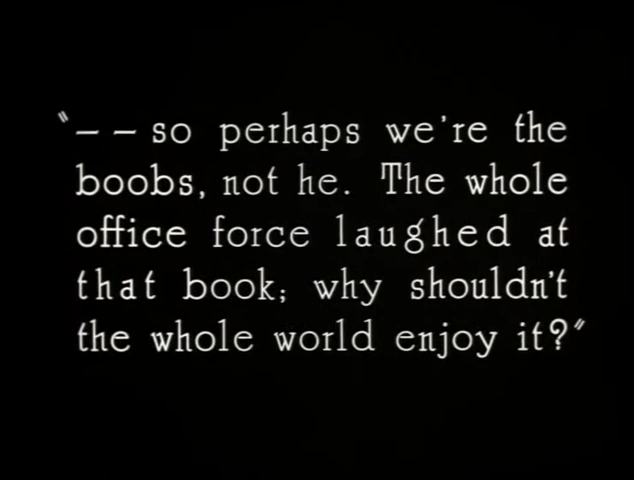 "— — so perhaps we're the
boobs, not he. The whole
office force laughed at
that book; why shouldn't
the whole world enjoy it?"